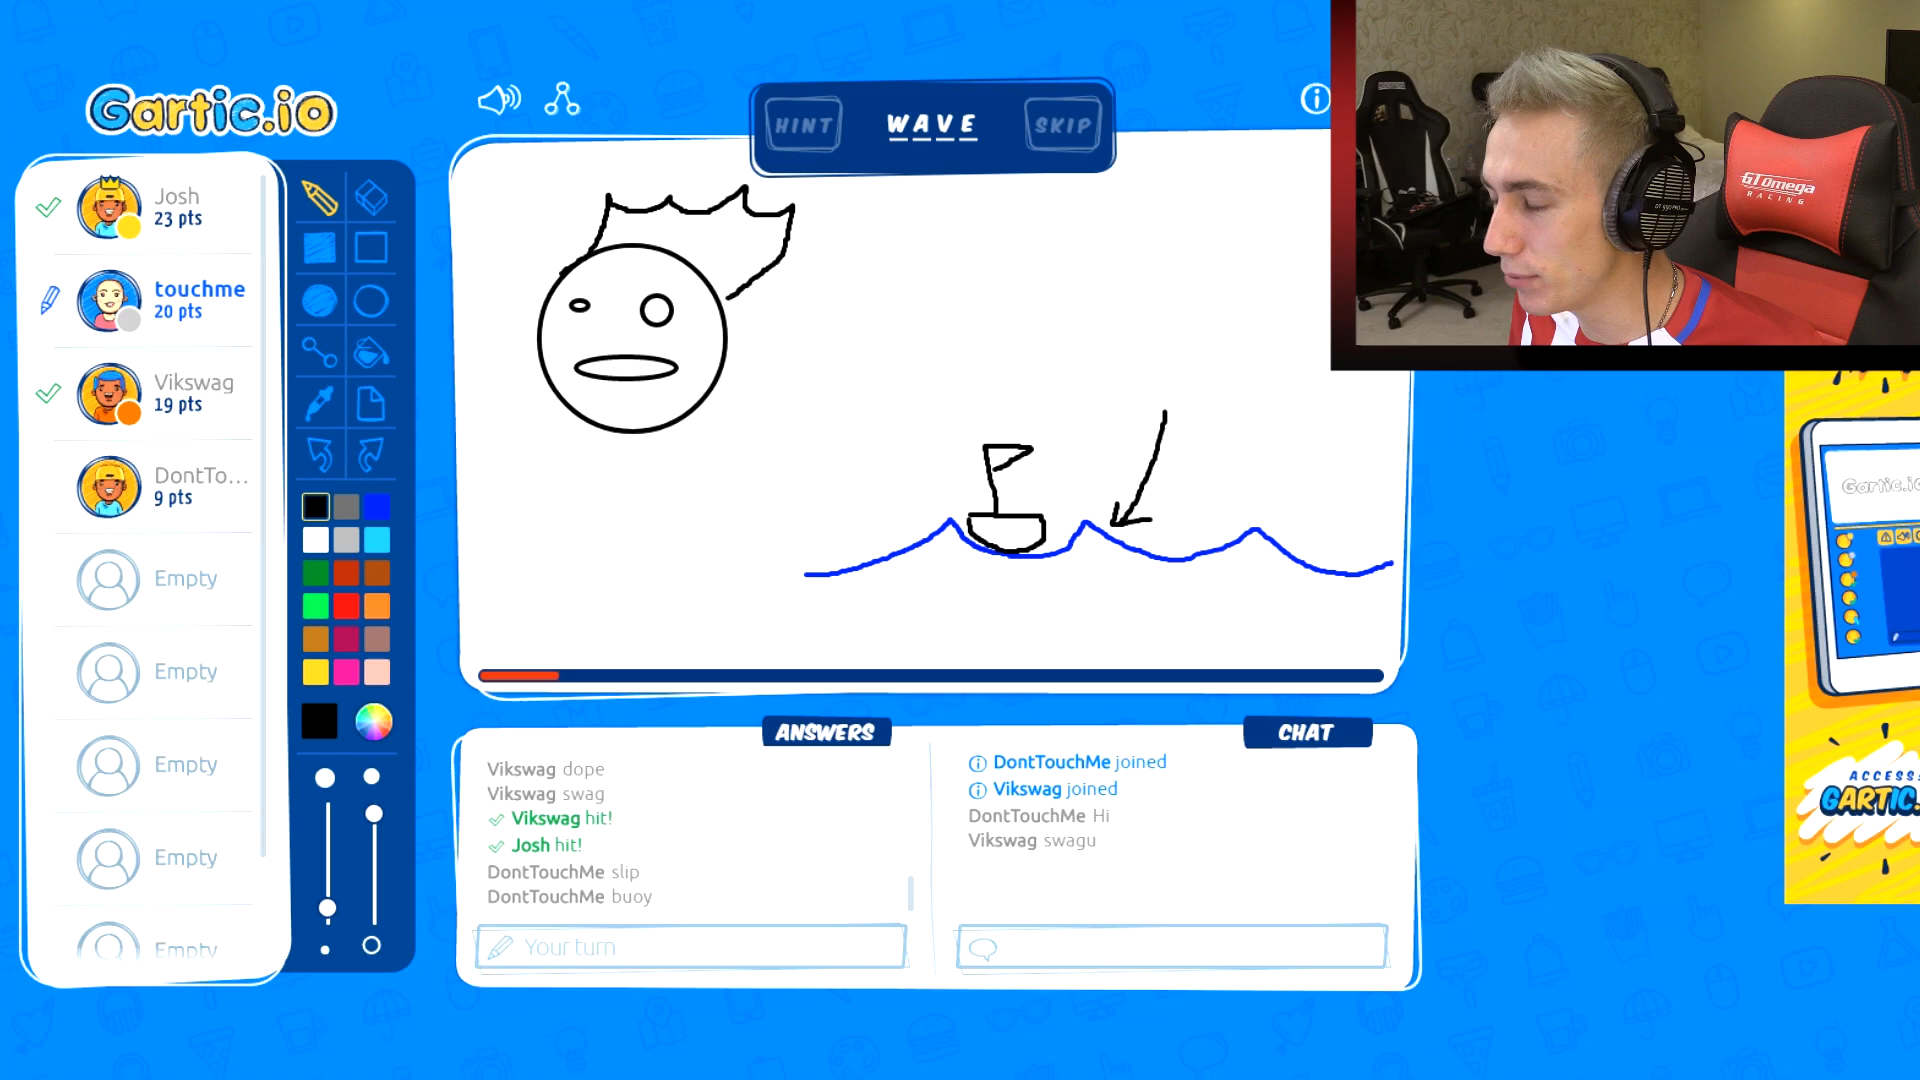 Gartic.io
HINT
WAVE
SKIP
Josh
23 pts
touchme
20 pts
Vikswag
19 pts
DontTo...
9 pts
Empty
Empty
Empty
Empty
Empty
ANSWERS
Vikswag dope
Vikswag swag
Vikswag hit!
Josh hit!
DontTouchMe slip
DontTouchMe buoy
Your turn
CHAT
DontTouchMe joined
Vikswag joined
DontTouchMe Hi
Vikswag swagu
GT Omega
RACING
Gartic.io
ACCESS
GARTIC.